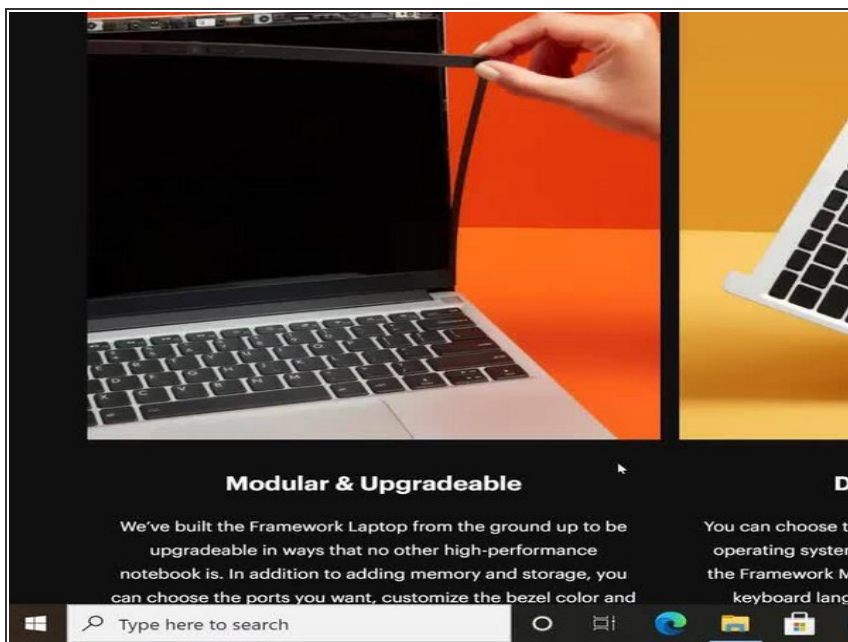 Modular & Upgradeable
We've built the Framework Laptop from the ground up to be
upgradeable in ways that no other high-performance
notebook is. In addition to adding memory and storage, you
can choose the ports you want, customize the bezel color and
D
You can choose t
operating system
the Framework M
keyboard lang
Type here to search